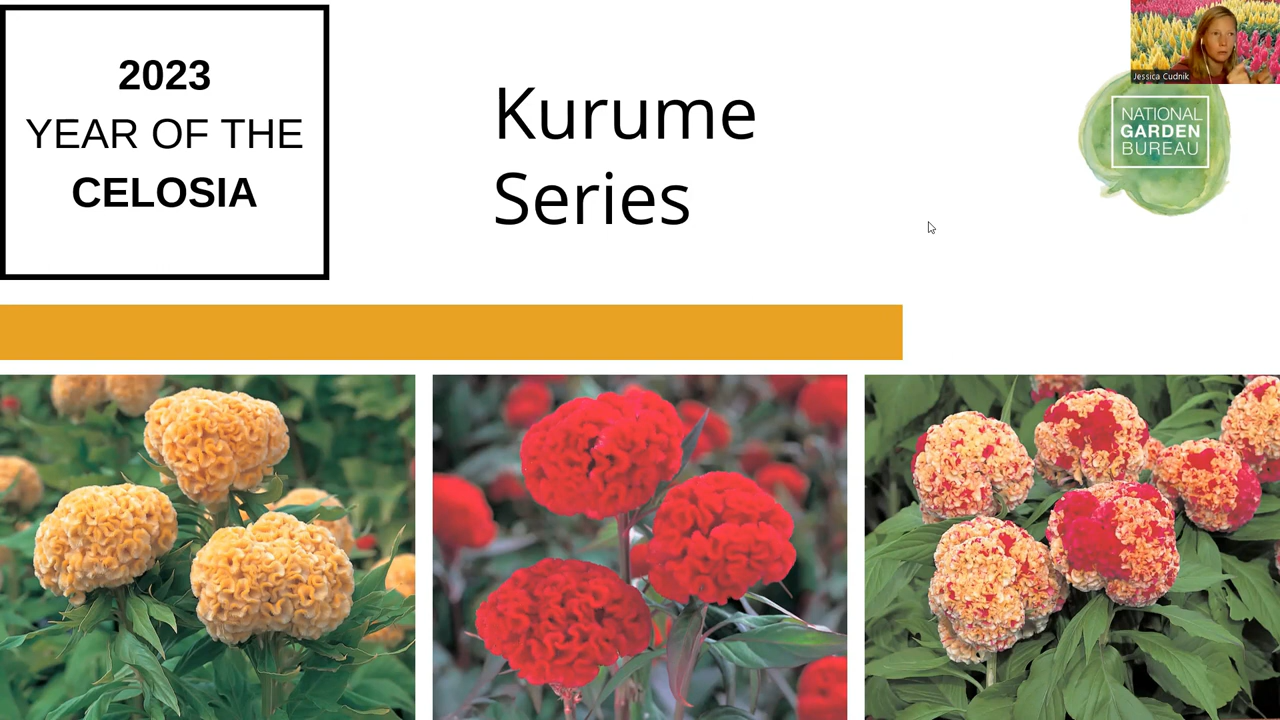 2023
YEAR OF THE
CELOSIA
Kurume
Series
Jessica Cudnik
NATIONAL
GARDEN
BUREAU